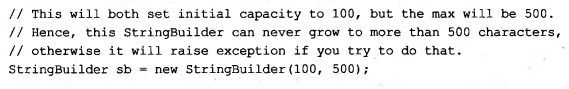 // This will both set initial capacity to 100, but the max will be 500.
// Hence, this StringBuilder can never grow to more than 500 characters,
// otherwise it will raise exception if you try to do that.
StringBuilder sb = new StringBuilder(100, 500);